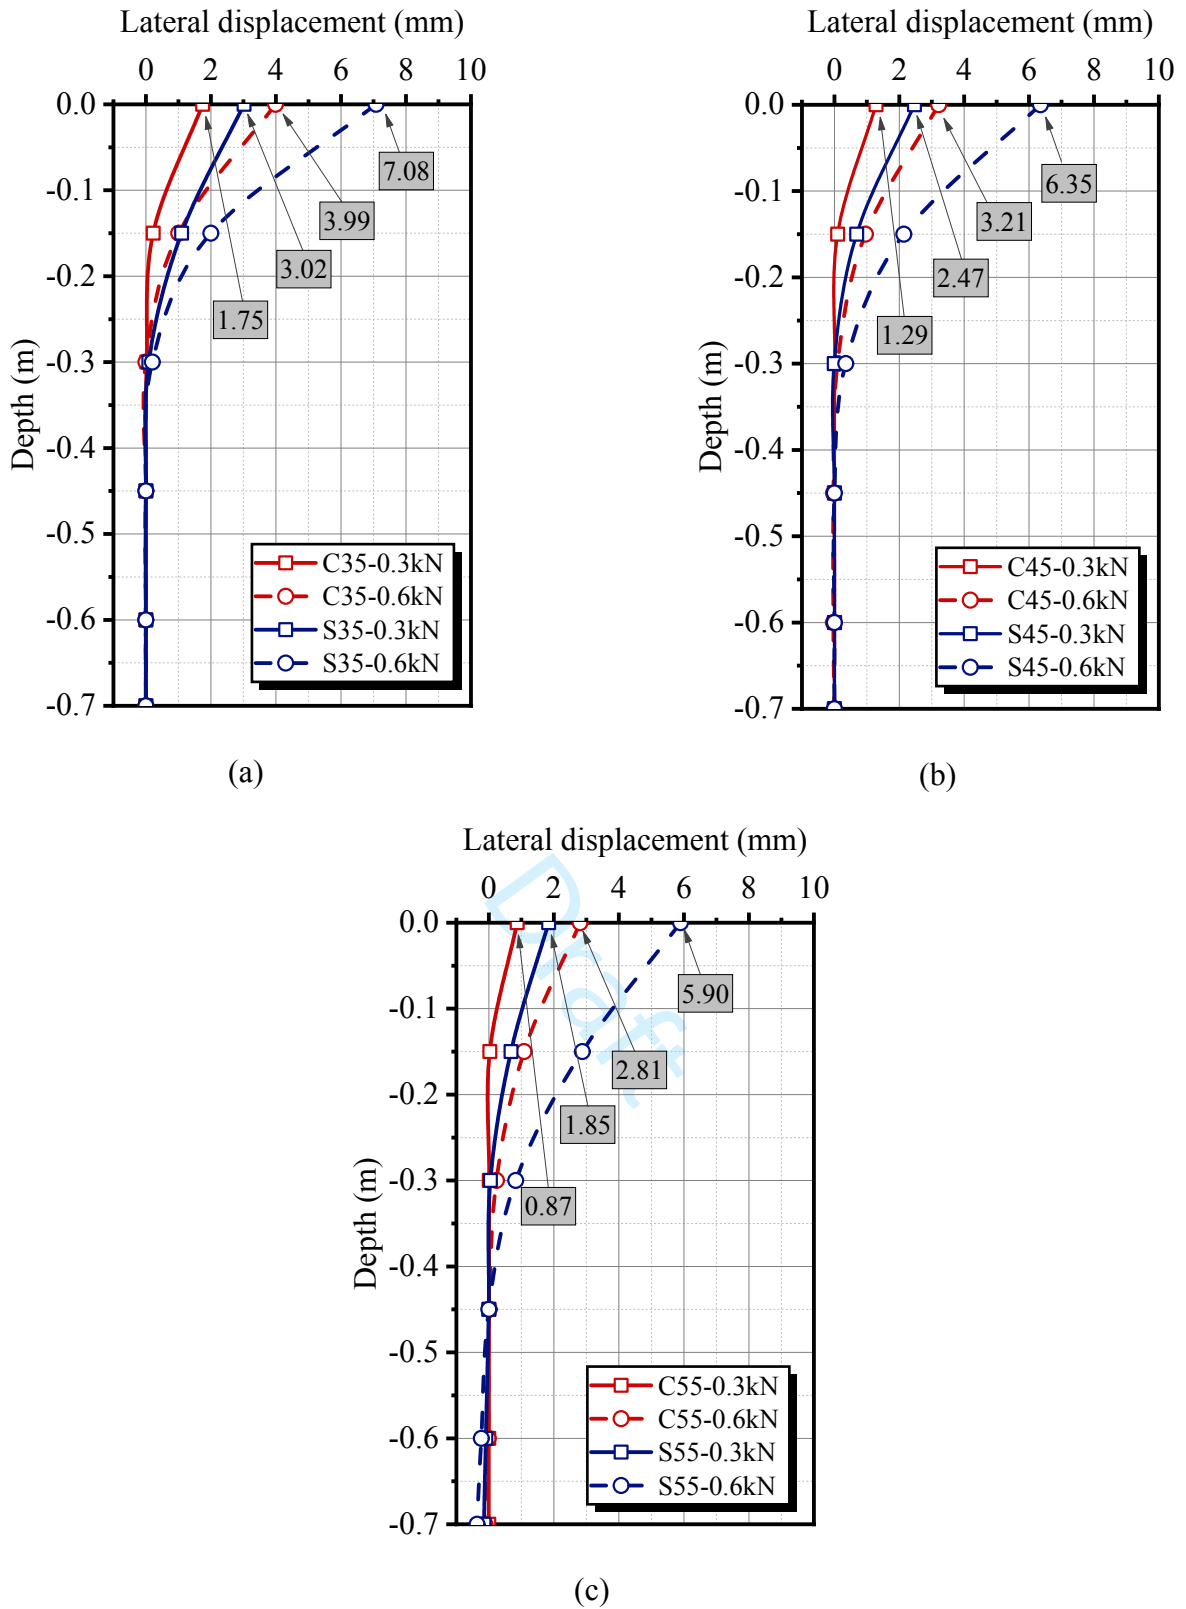 Lateral displacement (mm)
0 2 4 6 8 10
0.0
-0.1
-0.2
-0.3
-0.4
-0.5
-0.6
-0.7
Depth (m)
7.08
3.99
3.02
1.75
C35-0.3kN
C35-0.6kN
S35-0.3kN
S35-0.6kN
(a)
Lateral displacement (mm)
0 2 4 6 8 10
0.0
-0.1
-0.2
-0.3
-0.4
-0.5
-0.6
-0.7
Depth (m)
6.35
3.21
2.47
1.29
C45-0.3kN
C45-0.6kN
S45-0.3kN
S45-0.6kN
(b)
Lateral displacement (mm)
0 2 4 6 8 10
0.0
-0.1
-0.2
-0.3
-0.4
-0.5
-0.6
-0.7
Depth (m)
5.90
2.81
1.85
0.87
C55-0.3kN
C55-0.6kN
S55-0.3kN
S55-0.6kN
(c)
Draft